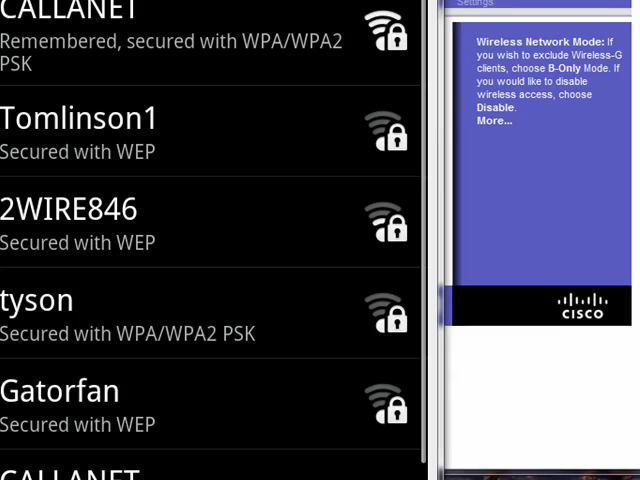 CALLANET
Remembered, secured with WPA/WPA2
PSK
Tomlinson1
Secured with WEP
2WIRE846
Secured with WEP
tyson
Secured with WPA/WPA2 PSK
Gatorfan
Secured with WEP
CALLANET
Settings
Wireless Network Mode: If
you wish to exclude Wireless-G
clients, choose B-Only Mode. If
you would like to disable
wireless access, choose
Disable.
More...
CISCO